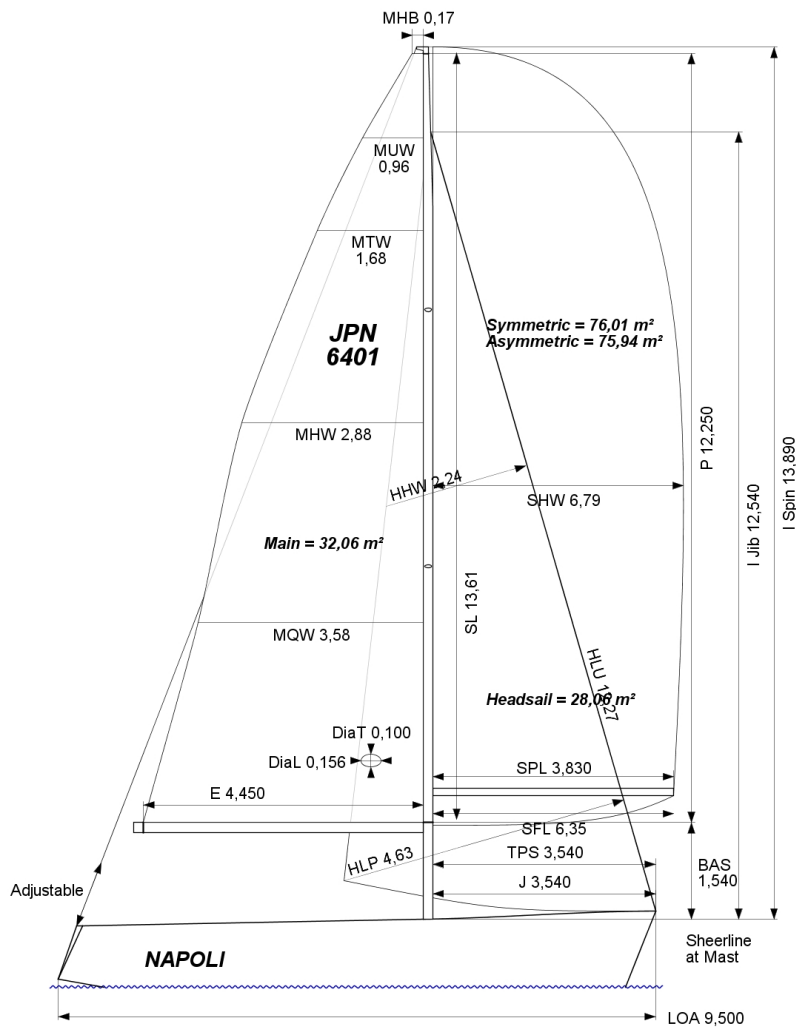 MHB 0,17
MUW
0,96
MTW
1,68
JPN
6401
Symmetric = 76,01 m²
Asymmetric = 75,94 m²
P 12,250
I Jib 12,540
I Spin 13,890
MHW 2,88
HHW 2,24
SHW 6,79
Main = 32,06 m²
SL 13,61
MQW 3,58
HLU 12,27
Headsail = 28,06 m²
DiaT 0,100
DiaL 0,156
SPL 3,830
E 4,450
SFL 6,35
HLP 4,63
TPS 3,540
BAS
1,540
J 3,540
Adjustable
Sheerline
at Mast
NAPOLI
LOA 9,500